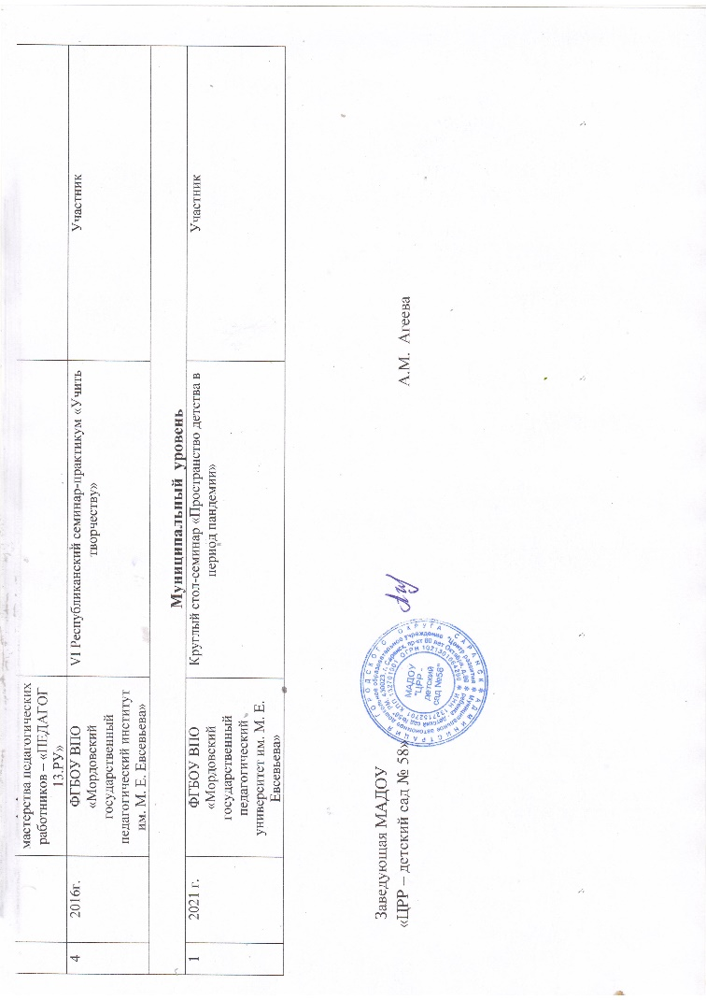 мастерства педагогических
работников – «ПЕДАГОГ
13.РУ»
4
2016г.
ФГБОУ ВПО
«Мордовский
государственный
педагогический институт
им. М. Е. Евсевьева»
VI Республиканский семинар-практикум «Учить
творчеству»
Участник
Муниципальный уровень
1
2021 г.
ФГБОУ ВПО
«Мордовский
государственный
педагогический
университет им. М. Е.
Евсевьева»
Круглый стол-семинар «Пространство детства в
период пандемии»
Участник
Заведующая МАДОУ
«ЦРР – детский сад № 58»
А.М. Агеева
МАДОУ
"ЦРР -
детский
сад №58"